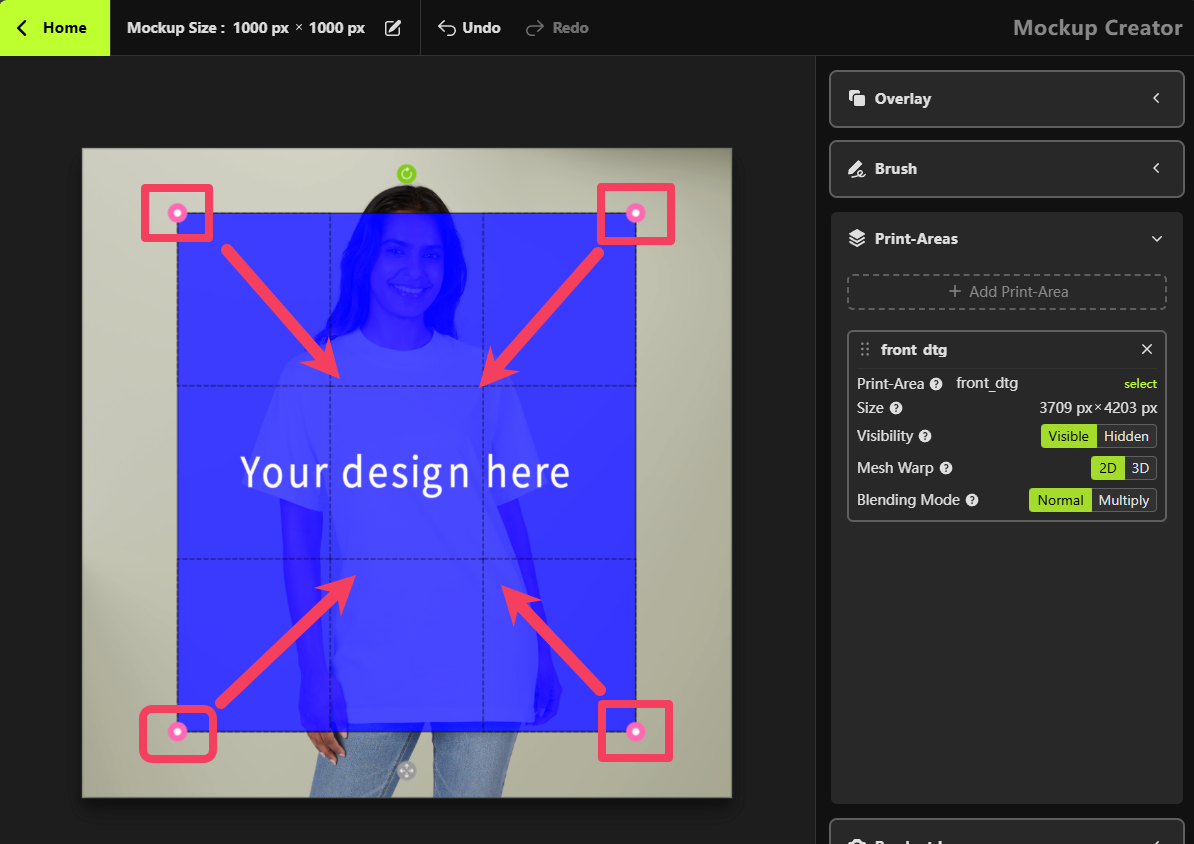 Home
Mockup Size : 1000 px × 1000 px
Undo
Redo
Mockup Creator
Overlay
Brush
Print-Areas
+ Add Print-Area
front dtg
Print-Area ? front_dtg select
Size ? 3709 px×4203 px
Visibility ? Visible Hidden
Mesh Warp ? 2D 3D
Blending Mode ? Normal Multiply
Your design here